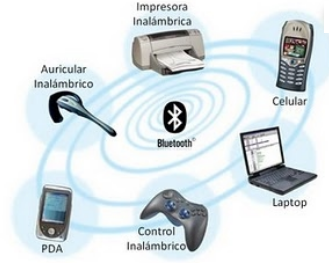 Impresora
Inalámbrica
Auricular
Inalámbrico
Celular
Bluetooth®
Laptop
PDA
Control
Inalámbrico